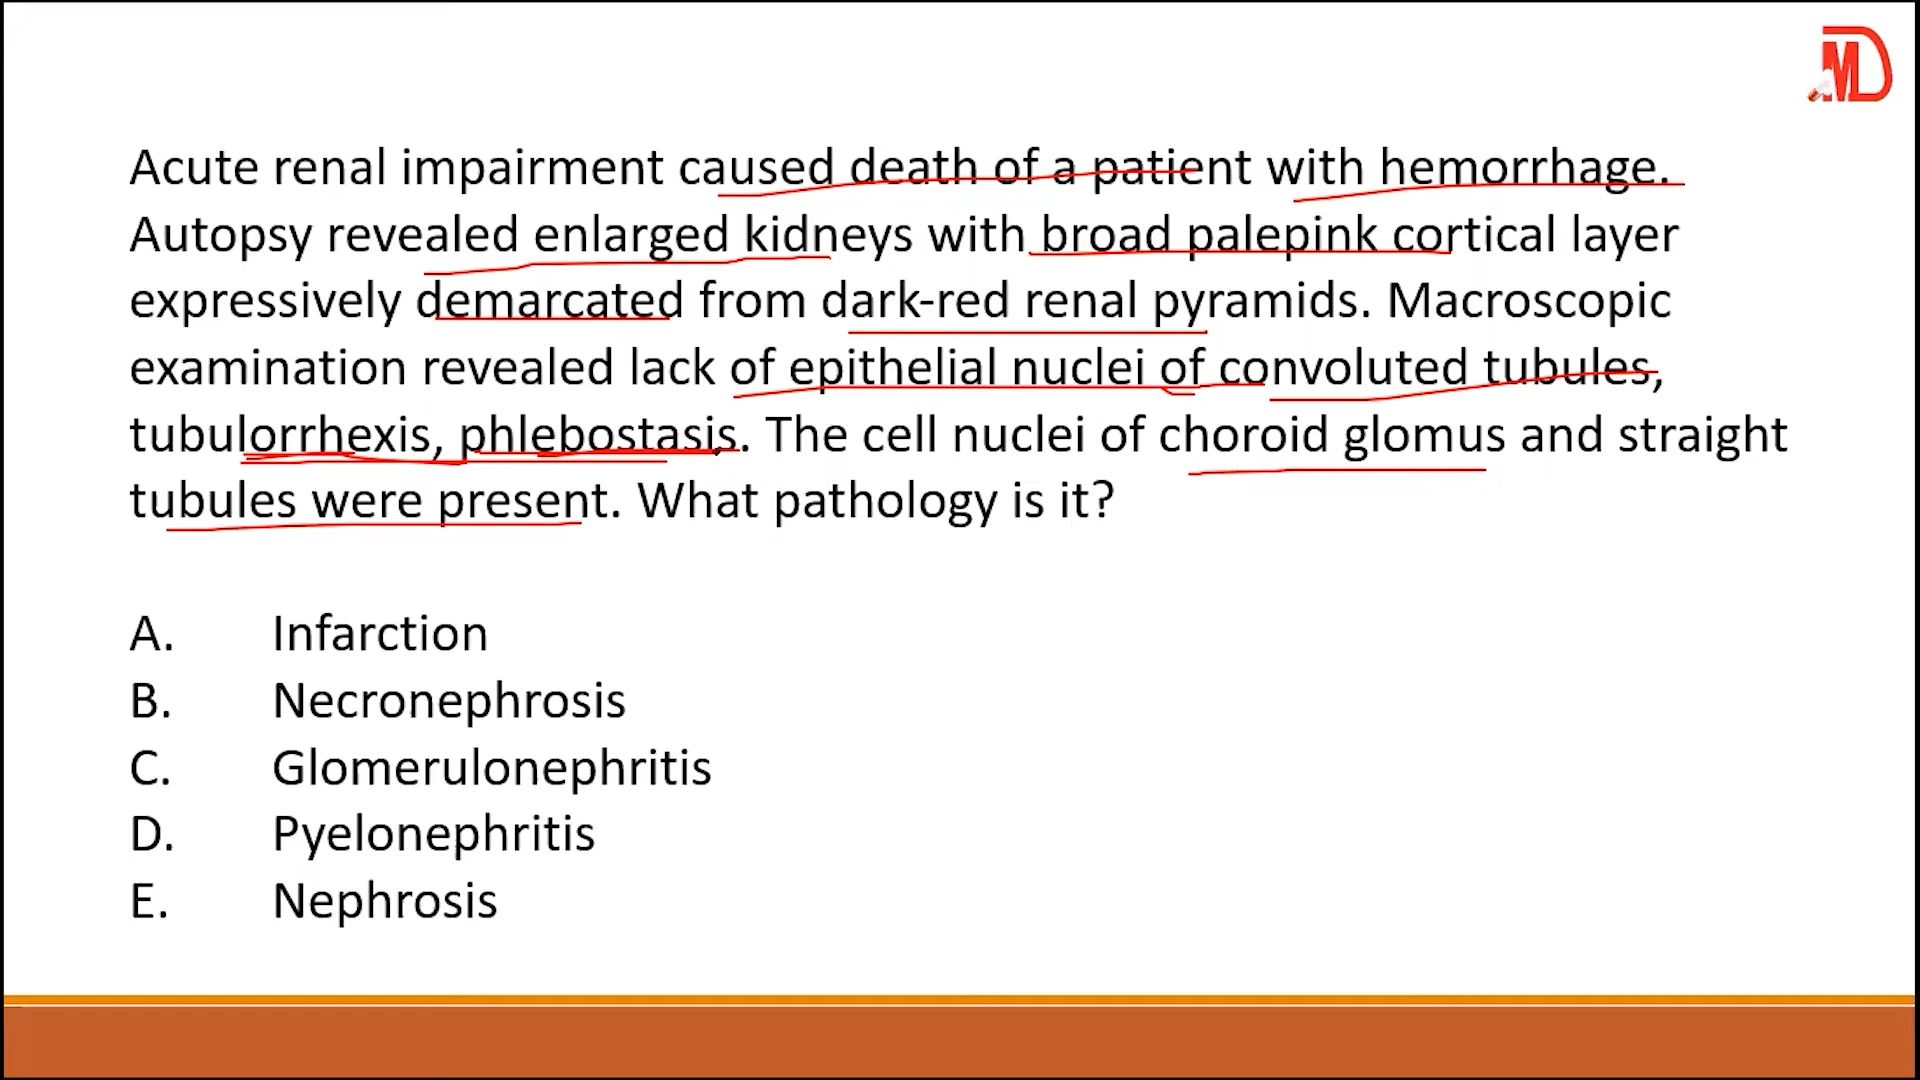 MD
Acute renal impairment caused death of a patient with hemorrhage.
Autopsy revealed enlarged kidneys with broad palepink cortical layer
expressively demarcated from dark-red renal pyramids. Macroscopic
examination revealed lack of epithelial nuclei of convoluted tubules,
tubulorrhexis, phlebostasis. The cell nuclei of choroid glomus and straight
tubules were present. What pathology is it?
A. Infarction
B. Necronephrosis
C. Glomerulonephritis
D. Pyelonephritis
E. Nephrosis